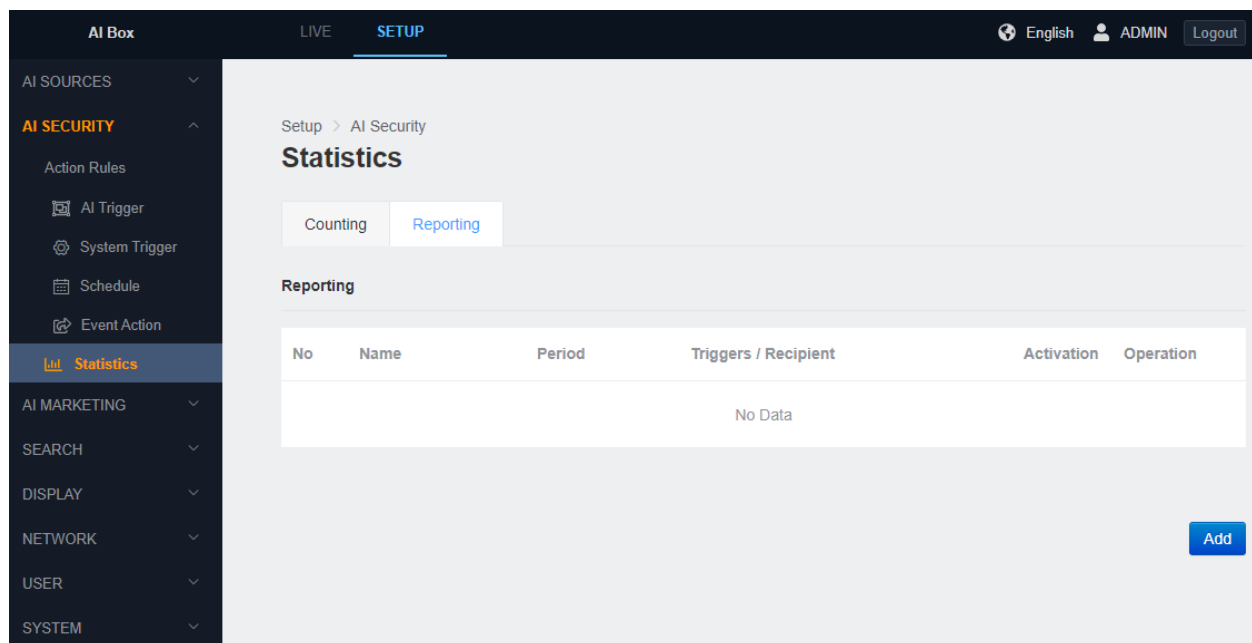 AI Box LIVE SETUP English ADMIN Logout
AI SOURCES
AI SECURITY
Action Rules
AI Trigger
System Trigger
Schedule
Event Action
Statistics
AI MARKETING
SEARCH
DISPLAY
NETWORK
USER
SYSTEM
Setup > AI Security
Statistics
Counting Reporting
Reporting
No Name Period Triggers / Recipient Activation Operation
No Data
Add